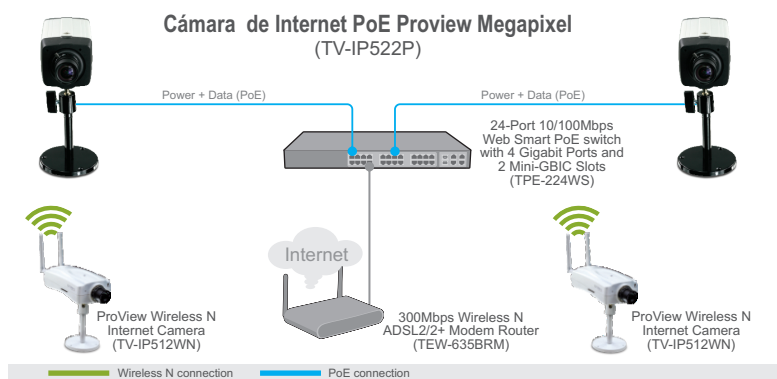 Cámara de Internet PoE Proview Megapixel
(TV-IP522P)
Power + Data (PoE)
Power + Data (PoE)
24-Port 10/100Mbps
Web Smart PoE switch
with 4 Gigabit Ports and
2 Mini-GBIC Slots
(TPE-224WS)
Internet
ProView Wireless N
Internet Camera
(TV-IP512WN)
300Mbps Wireless N
ADSL2/2+ Modem Router
(TEW-635BRM)
ProView Wireless N
Internet Camera
(TV-IP512WN)
Wireless N connection
PoE connection